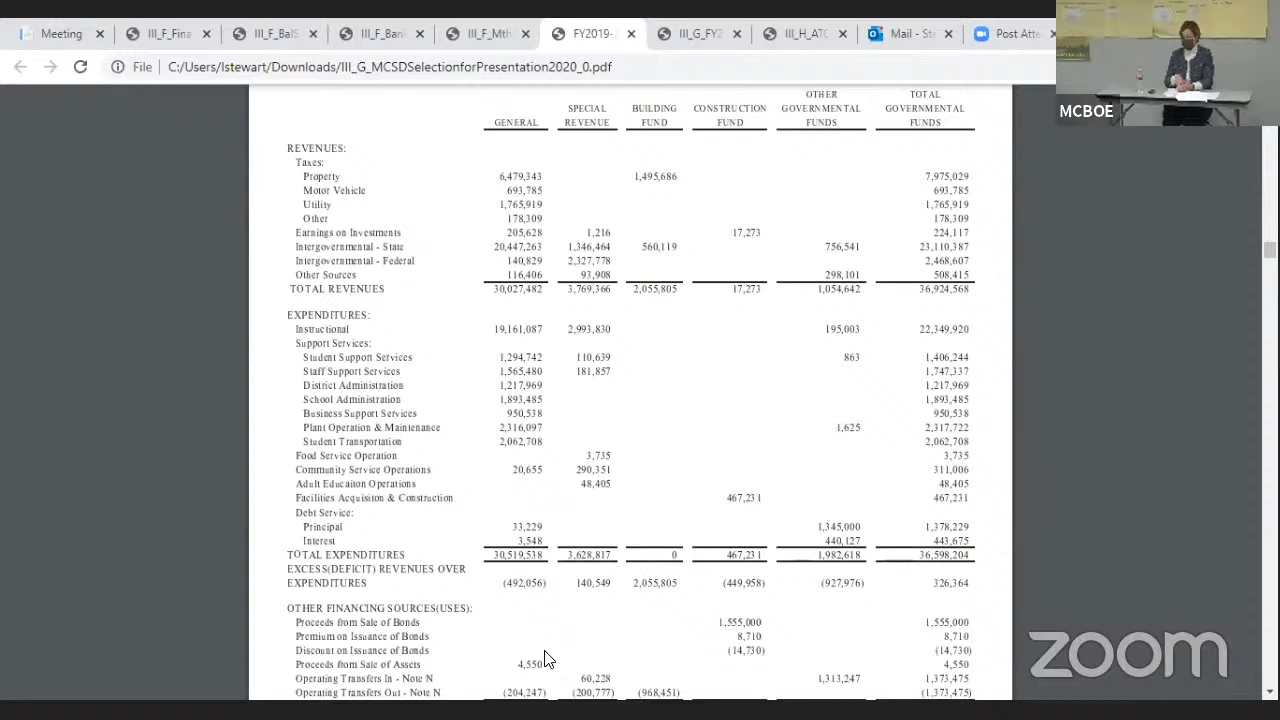 Meeting × III_F_Fina × III_F_BalS × III_F_Ban × III_F_Mth × FY2019-2 × III_G_FY2 × III_H_ATC × Mail - Ste × Post Atte
File | C:/Users/lstewart/Downloads/III_G_MCSDSelectionforPresentation2020_0.pdf
MCBOE
OTHER TOTAL
SPECIAL BUILDING CONSTRUCTION GOVERNMENTAL GOVERNMENTAL
GENERAL REVENUE FUND FUND FUNDS FUNDS
REVENUES:
Taxes:
Property 6,479,343 1,495,686 7,975,029
Motor Vehicle 693,785 693,785
Utility 1,765,919 1,765,919
Other 178,309 178,309
Earnings on Investments 205,628 1,216 17,273 224,117
Intergovernmental - State 20,447,263 1,346,464 560,119 756,541 23,110,387
Intergovernmental - Federal 140,829 2,327,778 2,468,607
Other Sources 116,406 93,908 298,101 508,415
TOTAL REVENUES 30,027,482 3,769,366 2,055,805 17,273 1,054,642 36,924,568
EXPENDITURES:
Instructional 19,161,087 2,993,830 195,003 22,349,920
Support Services:
Student Support Services 1,294,742 110,639 863 1,406,244
Staff Support Services 1,565,480 181,857 1,747,337
District Administration 1,217,969 1,217,969
School Administration 1,893,485 1,893,485
Business Support Services 950,538 950,538
Plant Operation & Maintenance 2,316,097 1,625 2,317,722
Student Transportation 2,062,708 2,062,708
Food Service Operation 3,735 3,735
Community Service Operations 20,655 290,351 311,006
Adult Educaiton Operations 48,405 48,405
Facilities Acquisiton & Construction 467,231 467,231
Debt Service:
Principal 33,229 1,345,000 1,378,229
Interest 3,548 440,127 443,675
TOTAL EXPENDITURES 30,519,538 3,628,817 0 467,231 1,982,618 36,598,204
EXCESS(DEFICIT) REVENUES OVER
EXPENDITURES (492,056) 140,549 2,055,805 (449,958) (927,976) 326,364
OTHER FINANCING SOURCES(USES):
Proceeds from Sale of Bonds 1,555,000 1,555,000
Premium on Issuance of Bonds 8,710 8,710
Discount on Issuance of Bonds (14,730) (14,730)
Proceeds from Sale of Assets 4,550 4,550
Operating Transfers In - Note N 60,228 1,313,247 1,373,475
Operating Transfers Out - Note N (204,247) (200,777) (968,451) (1,373,475)
zoom